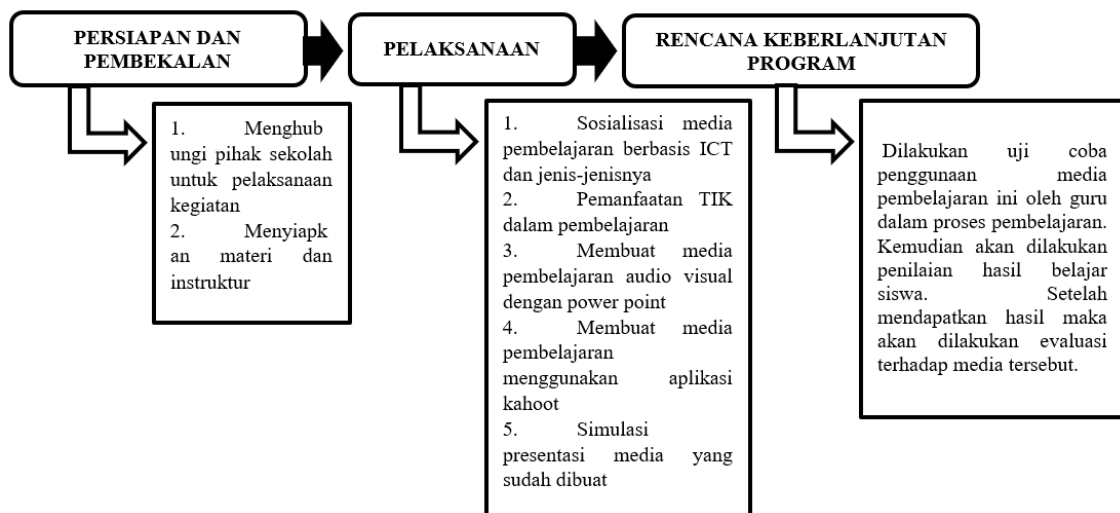 PERSIAPAN DAN
PEMBEKALAN
PELAKSANAAN
RENCANA KEBERLANJUTAN
PROGRAM
1. Menghub
ungi pihak sekolah
untuk pelaksanaan
kegiatan
2. Menyiapk
an materi dan
instruktur
1. Sosialisasi media
pembelajaran berbasis ICT
dan jenis-jenisnya
2. Pemanfaatan TIK
dalam pembelajaran
3. Membuat media
pembelajaran audio visual
dengan power point
4. Membuat media
pembelajaran
menggunakan aplikasi
kahoot
5. Simulasi
presentasi media yang
sudah dibuat
Dilakukan uji coba
penggunaan media
pembelajaran ini oleh guru
dalam proses pembelajaran.
Kemudian akan dilakukan
penilaian hasil belajar
siswa. Setelah
mendapatkan hasil maka
akan dilakukan evaluasi
terhadap media tersebut.